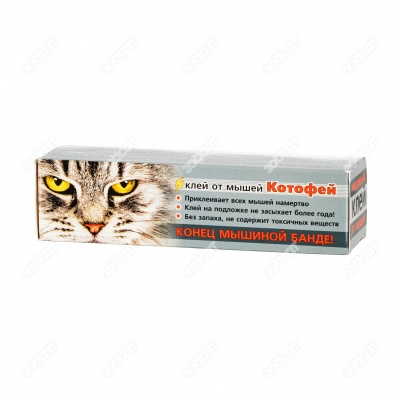 клей от мышей Котофей
• Приклеивает всех мышей намертво
• Клей на подложке не засыхает более года!
• Без запаха, не содержит токсичных веществ
КОНЕЦ МЫШИНОЙ БАНДЕ!